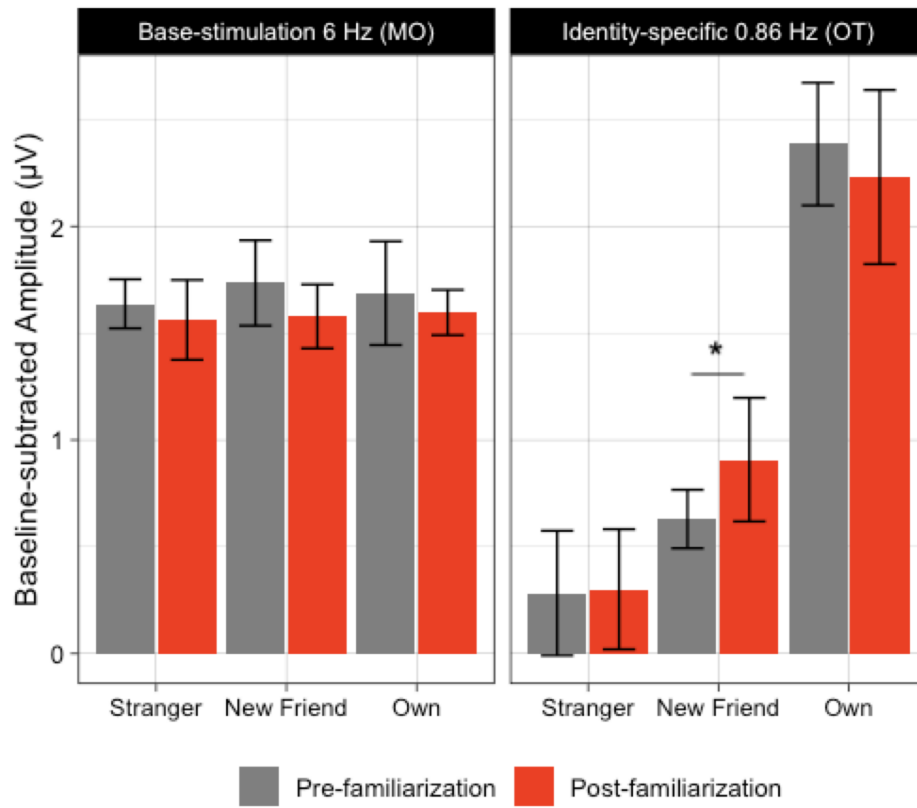 Base-stimulation 6 Hz (MO)
Identity-specific 0.86 Hz (OT)
Baseline-subtracted Amplitude (µV)
2
1
0
*
Stranger New Friend Own
Stranger New Friend Own
Pre-familiarization Post-familiarization